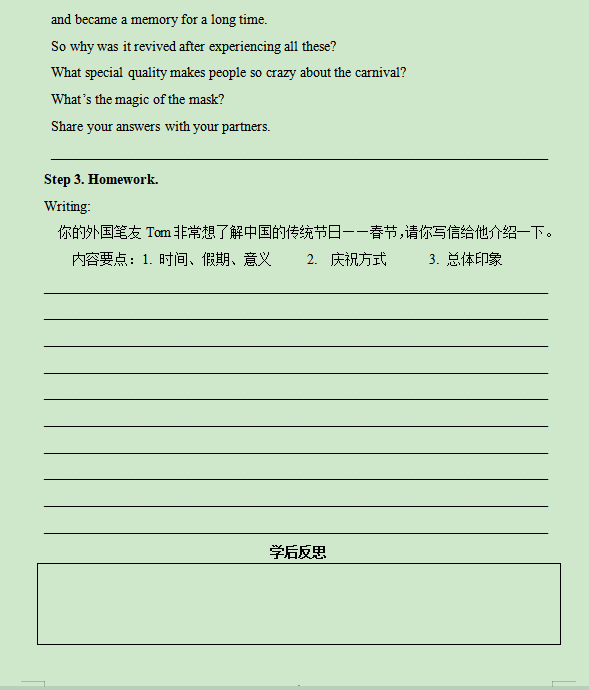 and became a memory for a long time.
So why was it revived after experiencing all these?
What special quality makes people so crazy about the carnival?
What's the magic of the mask?
Share your answers with your partners.
Step 3. Homework.
Writing:
你的外国笔友 Tom 非常想了解中国的传统节日——春节,请你写信给他介绍一下。
内容要点：1. 时间、假期、意义 2. 庆祝方式 3. 总体印象
学后反思